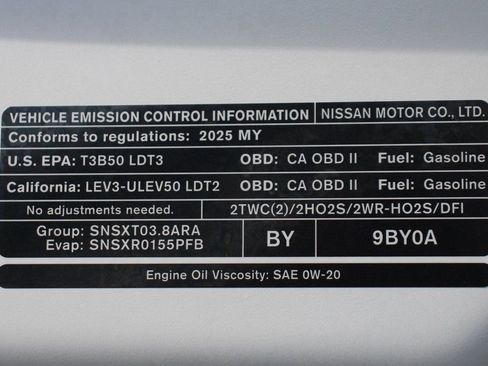 VEHICLE EMISSION CONTROL INFORMATION NISSAN MOTOR CO., LTD.
Conforms to regulations: 2025 MY
U.S. EPA: T3B50 LDT3 OBD: CA OBD II Fuel: Gasoline
California: LEV3-ULEV50 LDT2 OBD: CA OBD II Fuel: Gasoline
No adjustments needed. 2TWC(2)/2HO2S/2WR-HO2S/DFI
Group: SNSXT03.8ARA
Evap: SNSXR0155PFB
BY 9BY0A
Engine Oil Viscosity: SAE 0W-20